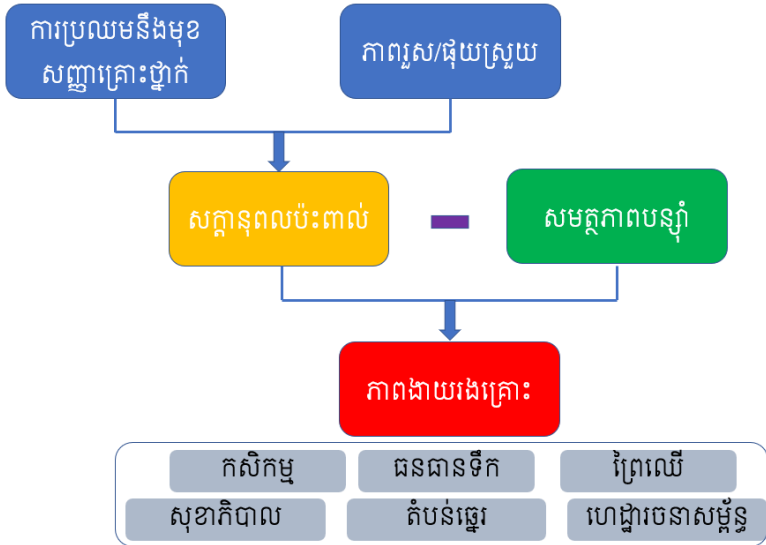 ការប្រឈមនឹងមុខ
សញ្ញាគ្រោះថ្នាក់
ភាពរួស/ផុយស្រួយ
សក្តានុពលប៉ះពាល់
សមត្ថភាពបន្ស៊ាំ
ភាពងាយរងគ្រោះ
កសិកម្ម
ធនធានទឹក
ព្រៃឈើ
សុខាភិបាល
តំបន់ឆ្នេរ
ហេដ្ឋារចនាសម្ព័ន្ធ